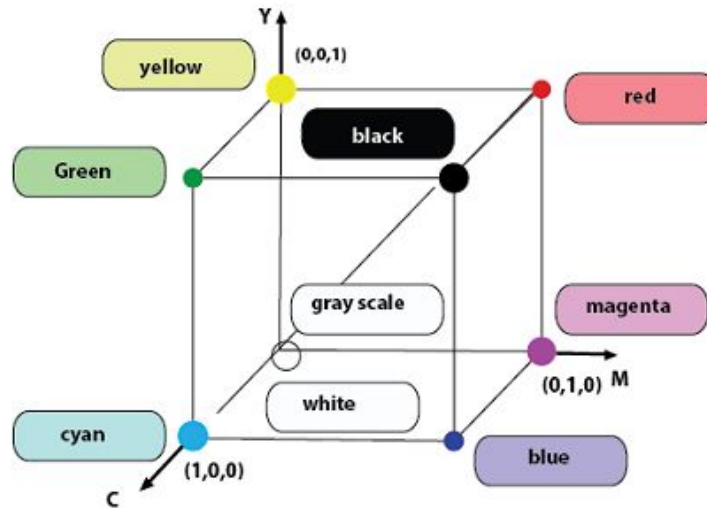 Y
(0,0,1)
yellow
red
black
Green
gray scale
magenta
(0,1,0) M
white
cyan
blue
(1,0,0)
C